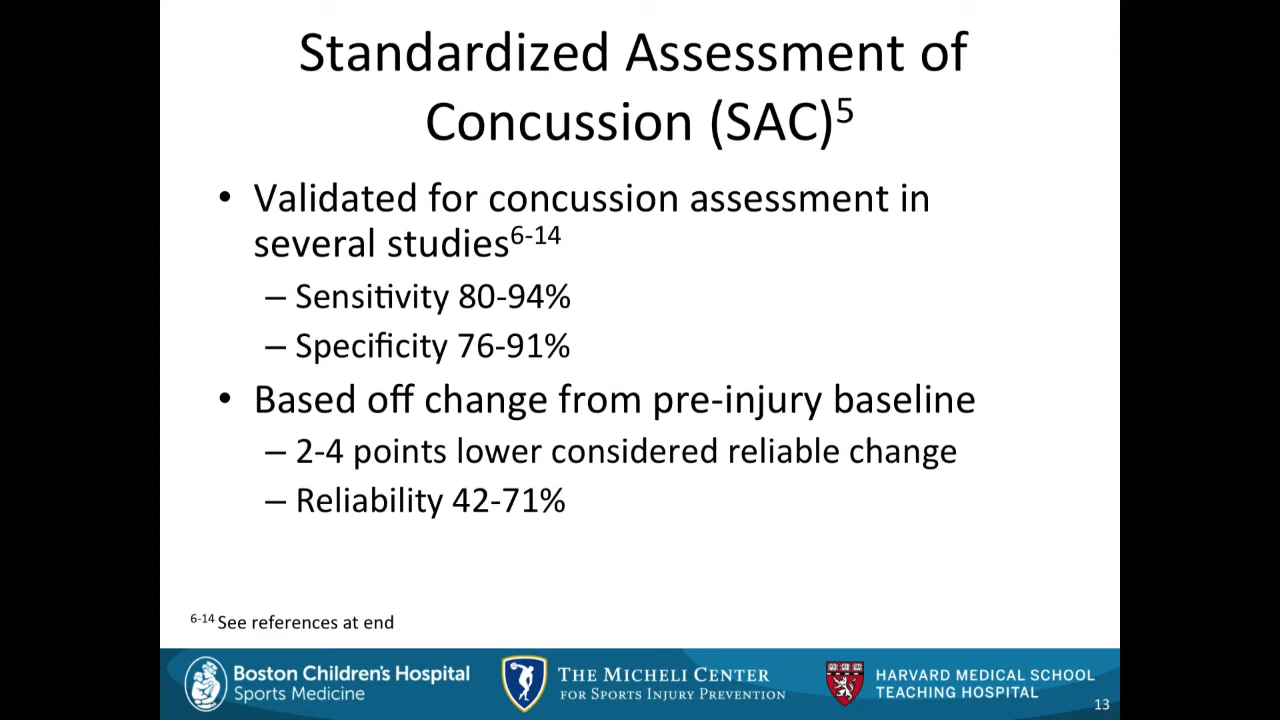 Standardized Assessment of
Concussion (SAC)⁵
• Validated for concussion assessment in
several studies⁶⁻¹⁴
– Sensitivity 80-94%
– Specificity 76-91%
• Based off change from pre-injury baseline
– 2-4 points lower considered reliable change
– Reliability 42-71%
⁶⁻¹⁴ See references at end
Boston Children's Hospital
Sports Medicine
THE MICHELI CENTER
FOR SPORTS INJURY PREVENTION
HARVARD MEDICAL SCHOOL
TEACHING HOSPITAL
13